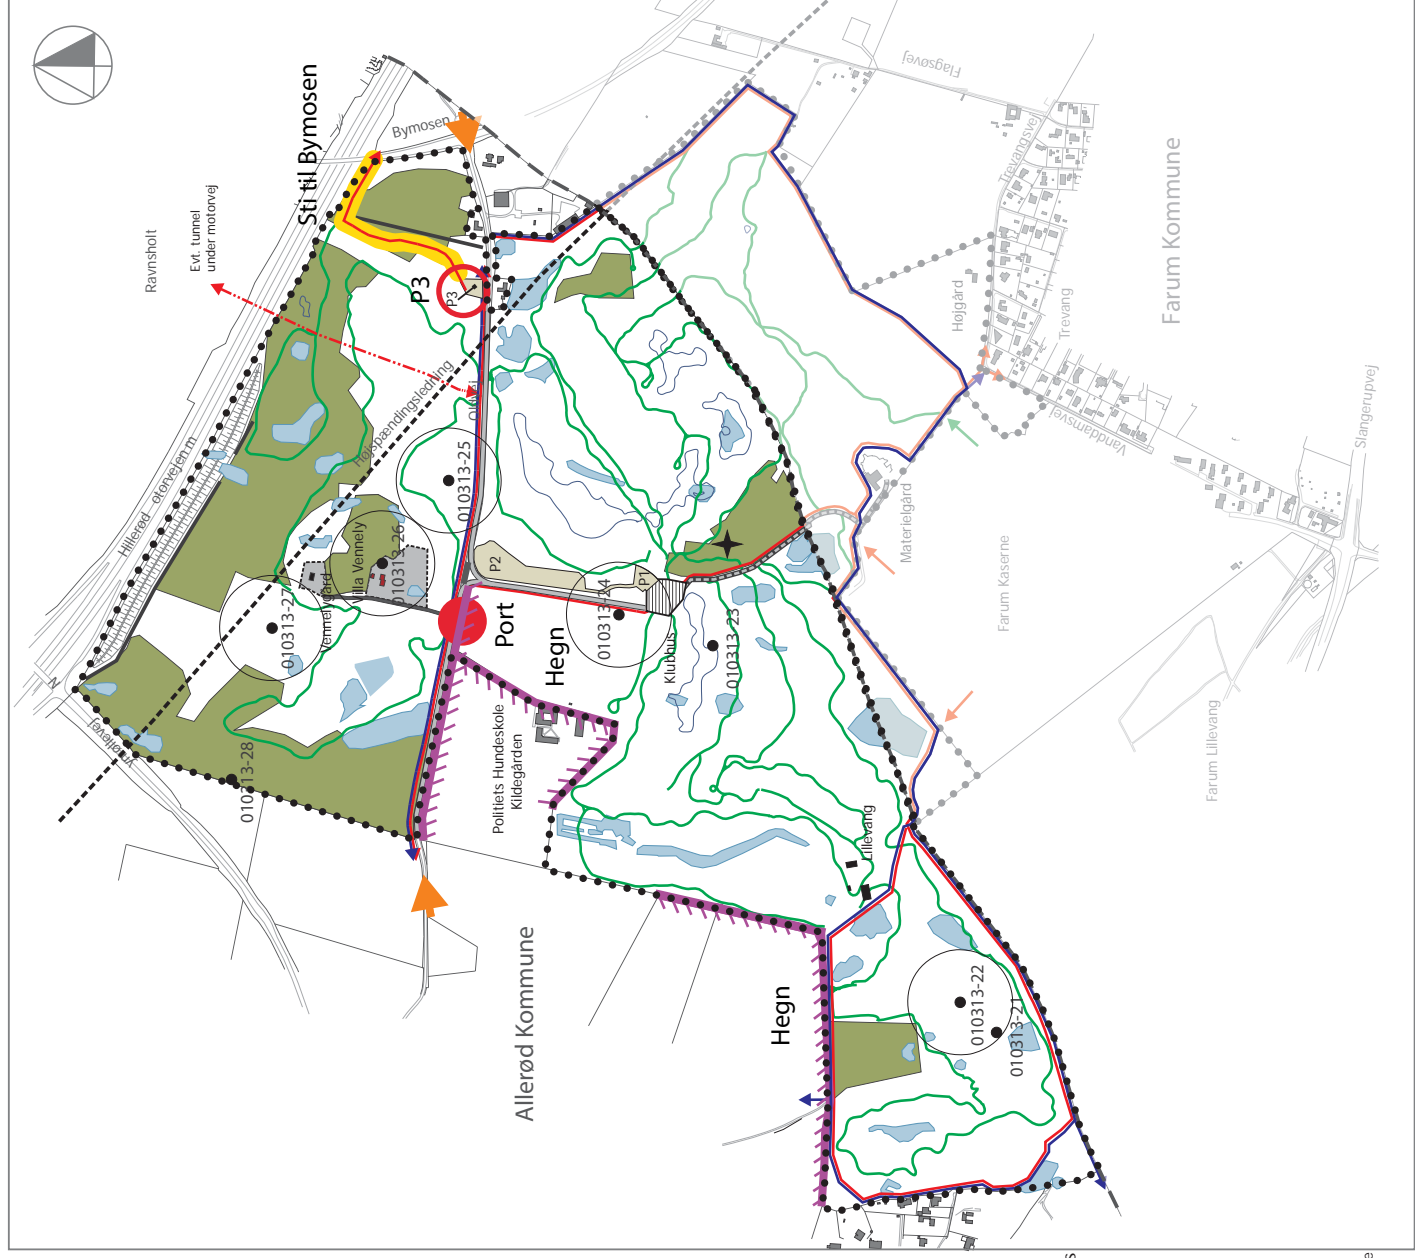 Sti til Bymosen
Bymosen
Ravnsholt
Evt. tunnel
under motorvej
P3
P3
Flagsøvej
Trevangsvej
Farum Kommune
Højgård
Trevang
Vanddamsvej
Slangerupvej
Højspændingsledning
Hillerød
otorvejen m
010313-25
010313-26
Villa Vennely
Vennelygård
010313-27
P2
P1
Port
Hegn
010313-24
Klubhus
010313-23
Materielgård
Farum Kaserne
N
010313-28
Politiets Hundeskole
Kildegården
Farum Lillevang
Lillevang
Allerød Kommune
Hegn
010313-22
010313-21